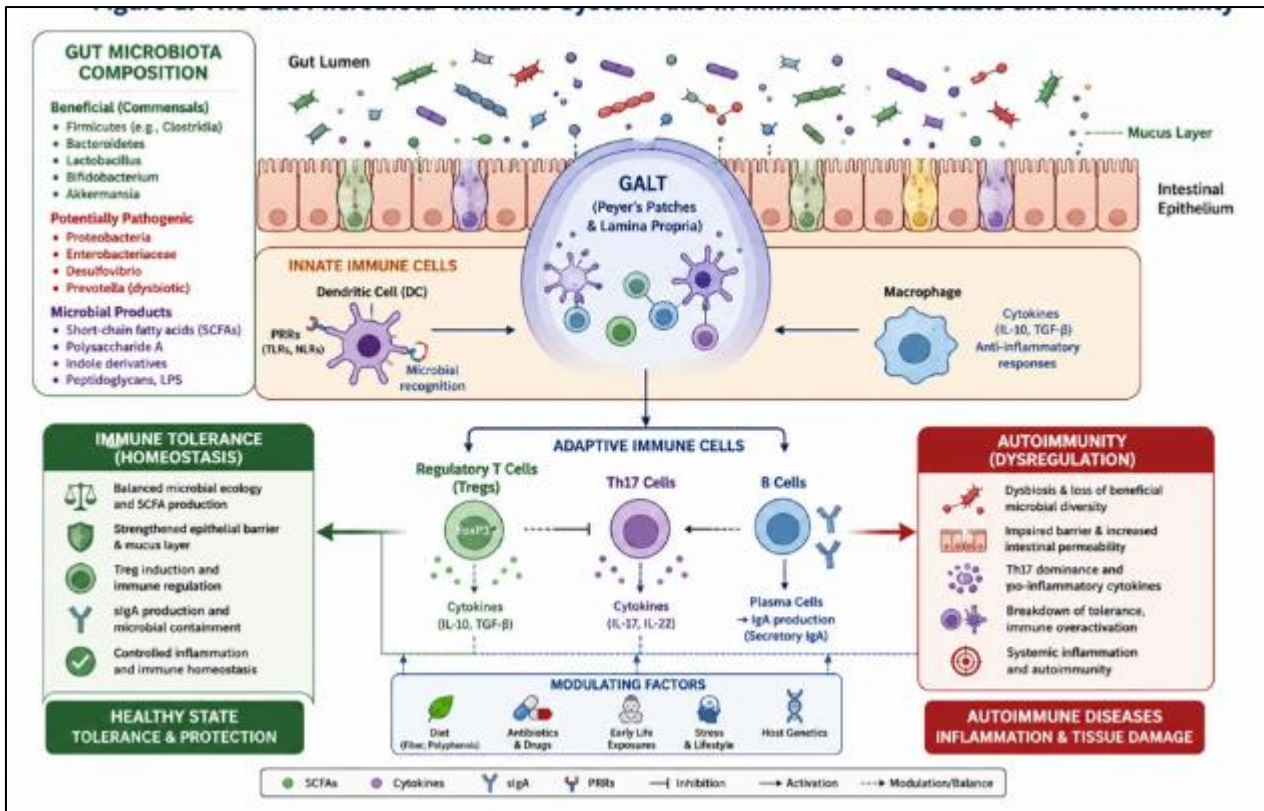 GUT MICROBIOTA
COMPOSITION
Beneficial (Commensals)
• Firmicutes (e.g., Clostridia)
• Bacteroidetes
• Lactobacillus
• Bifidobacterium
• Akkermansia
Potentially Pathogenic
• Proteobacteria
• Enterobacteriaceae
• Desulfovibrio
• Prevotella (dysbiotic)
Microbial Products
• Short-chain fatty acids (SCFAs)
• Polysaccharide A
• Indole derivatives
• Peptidoglycans, LPS
Gut Lumen
Mucus Layer
Intestinal
Epithelium
GALT
(Peyer's Patches
& Lamina Propria)
INNATE IMMUNE CELLS
Dendritic Cell (DC)
PRRs
(TLRs, NLRs)
Microbial
recognition
Macrophage
Cytokines
(IL-10, TGF-β)
Anti-inflammatory
responses
IMMUNE TOLERANCE
(HOMEOSTASIS)
Balanced microbial ecology
and SCFA production
Strengthened epithelial barrier
& mucus layer
Treg induction and
immune regulation
sIgA production and
microbial containment
Controlled inflammation
and immune homeostasis
HEALTHY STATE
TOLERANCE & PROTECTION
ADAPTIVE IMMUNE CELLS
Regulatory T Cells
(Tregs)
FoxP3
Cytokines
(IL-10, TGF-β)
Th17 Cells
Cytokines
(IL-17, IL-22)
B Cells
Plasma Cells
→ IgA production
(Secretory IgA)
AUTOIMMUNITY
(DYSREGULATION)
Dysbiosis & loss of beneficial
microbial diversity
Impaired barrier & increased
intestinal permeability
Th17 dominance and
po-inflammatory cytokines
Breakdown of tolerance,
immune overactivation
Systemic inflammation
and autoimmunity
AUTOIMMUNE DISEASES
INFLAMMATION & TISSUE DAMAGE
MODULATING FACTORS
Diet
(Fiber, Polyphenols)
Antibiotics
& Drugs
Early Life
Exposures
Stress
& Lifestyle
Host Genetics
SCFAs
Cytokines
sIgA
PRRs
Inhibition
Activation
Modulation/Balance